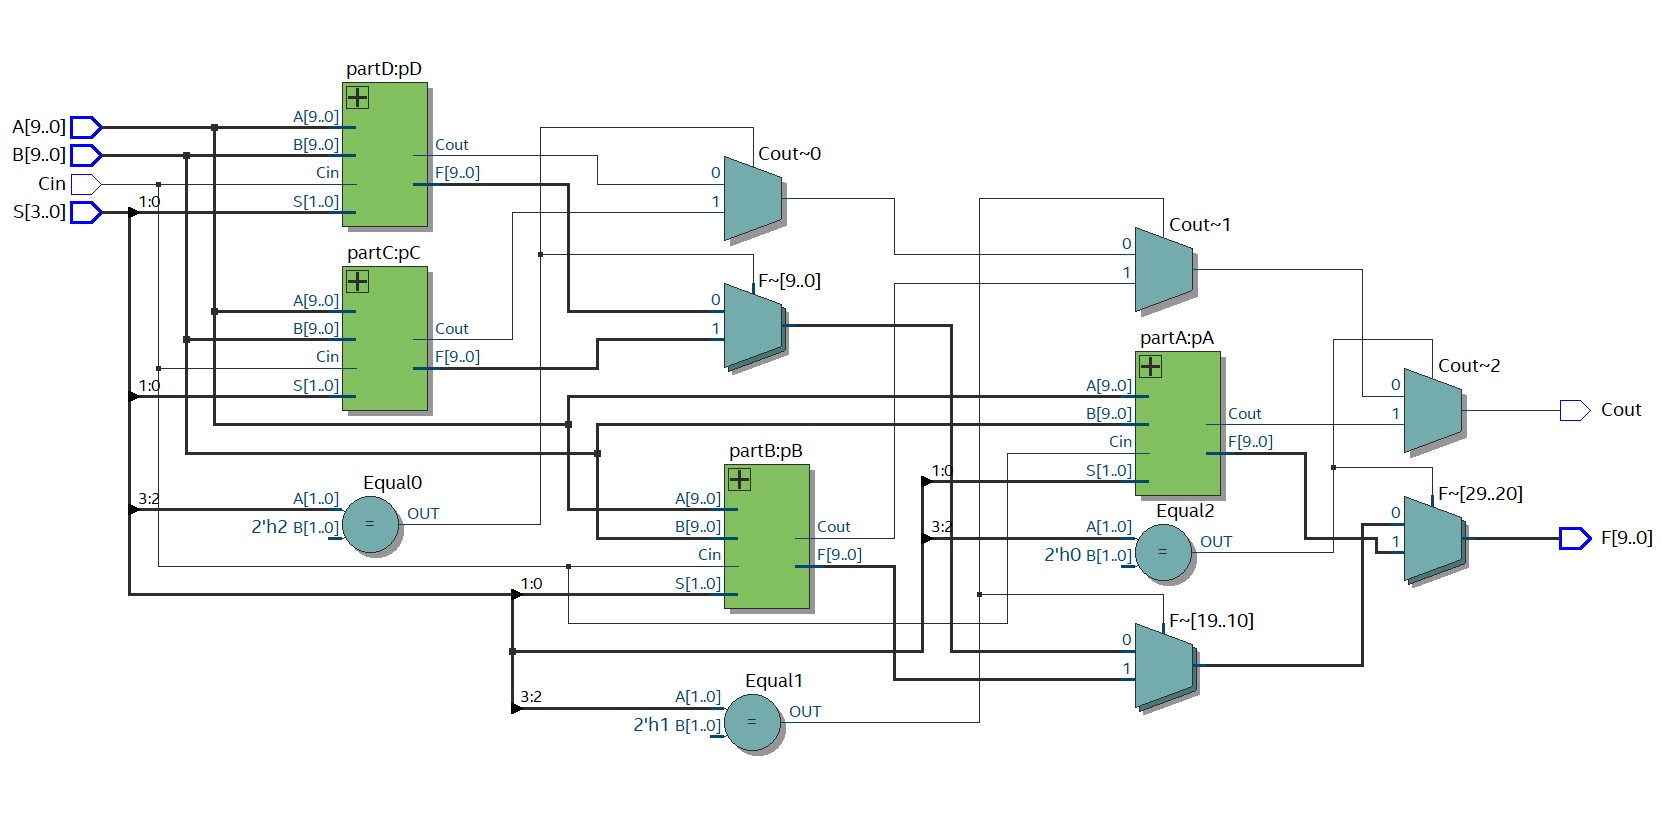 partD:pD
A[9..0]
A[9..0]
B[9..0]
B[9..0]
Cin
Cin
S[3..0]
1:0
S[1..0]
Cout
F[9..0]
Cout~0
0
1
partC:pC
A[9..0]
B[9..0]
Cin
1:0
S[1..0]
Cout
F[9..0]
F~[9..0]
0
1
Cout~1
0
1
partA:pA
A[9..0]
B[9..0]
Cin
1:0
S[1..0]
Cout
F[9..0]
Cout~2
0
1
Cout
partB:pB
A[9..0]
B[9..0]
Cin
1:0
S[1..0]
Cout
F[9..0]
Equal0
3:2
A[1..0]
2'h2 B[1..0]
=
OUT
Equal2
3:2
A[1..0]
2'h0 B[1..0]
=
OUT
F~[29..20]
0
1
F[9..0]
F~[19..10]
0
1
Equal1
3:2
A[1..0]
2'h1 B[1..0]
=
OUT